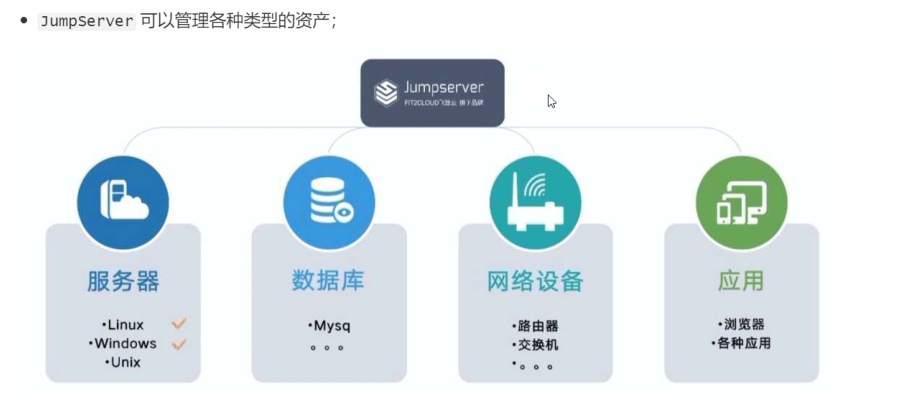 JumpServer 可以管理各种类型的资产；
Jumpserver
FIT2CLOUD飞致云 旗下品牌
服务器
•Linux
•Windows
•Unix
数据库
•Mysq
。。。
网络设备
•路由器
•交换机
•。。。
应用
•浏览器
•各种应用